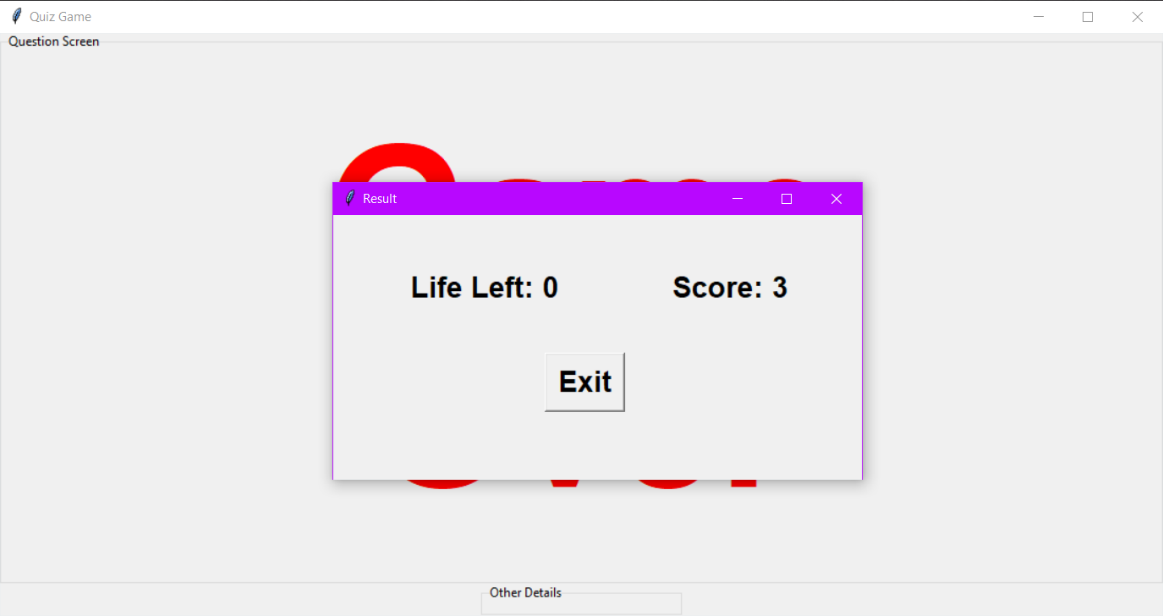 Quiz Game
Question Screen
Result
Life Left: 0 Score: 3
Exit
Other Details